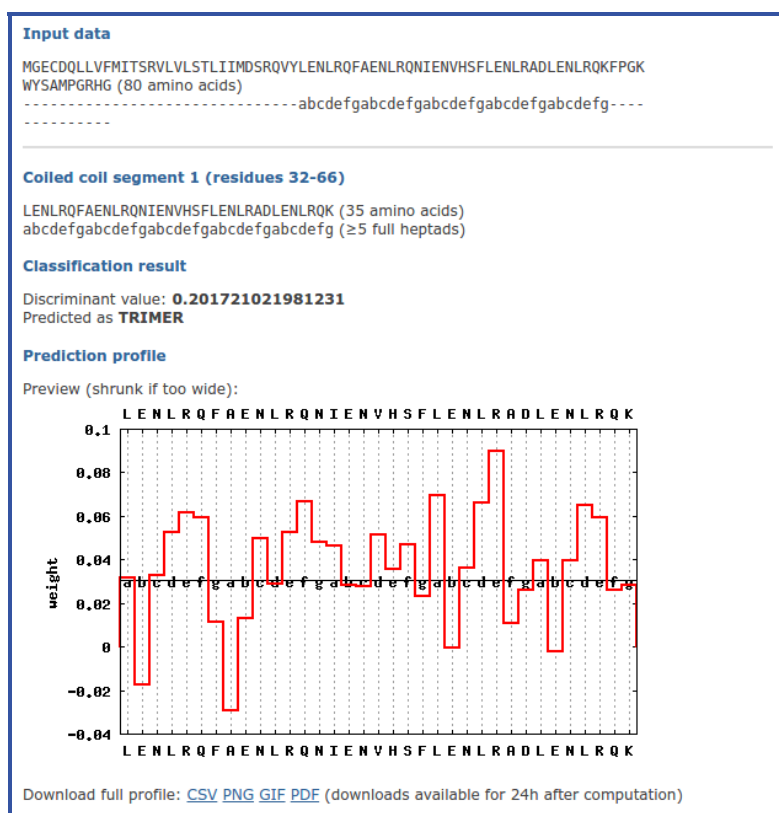 Input data
MGECDQLLVFMITSRVLVLSTLIIMDSRQVYLENLRQFAENLRQNIENVHSFLENLRADLENLRQKFPGK
WYSAMPGRHG (80 amino acids)
-------------------------------abcdefgabcdefgabcdefgabcdefgabcdefg----
----------
Coiled coil segment 1 (residues 32-66)
LENLRQFAENLRQNIENVHSFLENLRADLENLRQK (35 amino acids)
abcdefgabcdefgabcdefgabcdefgabcdefg (≥5 full heptads)
Classification result
Discriminant value: 0.201721021981231
Predicted as TRIMER
Prediction profile
Preview (shrunk if too wide):
L E N L R Q F A E N L R Q N I E N V H S F L E N L R A D L E N L R Q K
0.1
0.08
0.06
0.04
0.02
0
-0.02
-0.04
weight
a b c d e f g a b c d e f g a b c d e f g a b c d e f g a b c d e f g
L E N L R Q F A E N L R Q N I E N V H S F L E N L R A D L E N L R Q K
Download full profile: CSV PNG GIF PDF (downloads available for 24h after computation)